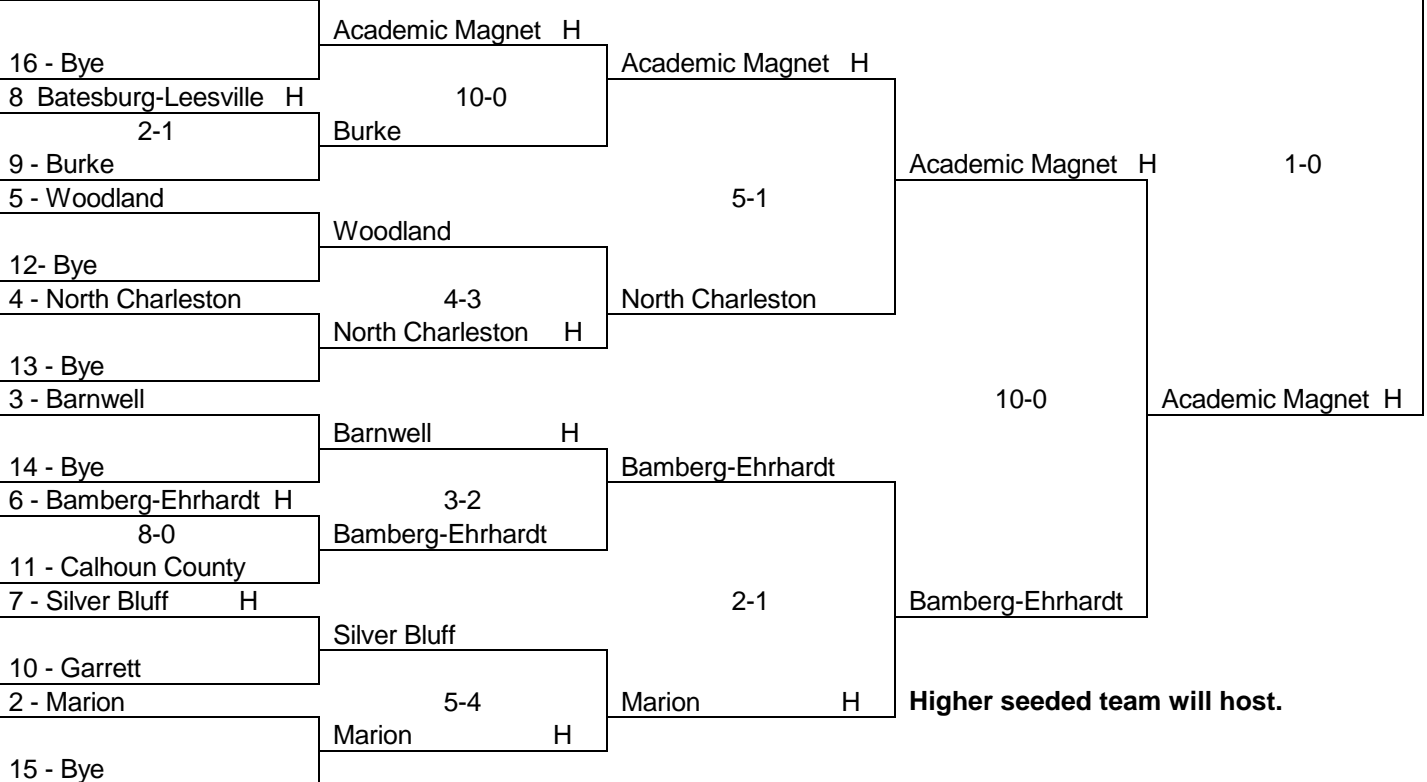 Academic Magnet H
16 - Bye
Academic Magnet H
8 Batesburg-Leesville H
10-0
2-1
Burke
9 - Burke
Academic Magnet H
1-0
5 - Woodland
5-1
Woodland
12- Bye
4 - North Charleston
4-3
North Charleston
North Charleston H
13 - Bye
3 - Barnwell
10-0
Academic Magnet H
Barnwell H
14 - Bye
Bamberg-Ehrhardt
6 - Bamberg-Ehrhardt H
3-2
8-0
Bamberg-Ehrhardt
11 - Calhoun County
7 - Silver Bluff H
2-1
Bamberg-Ehrhardt
Silver Bluff
10 - Garrett
2 - Marion
5-4
Marion H
Higher seeded team will host.
Marion H
15 - Bye